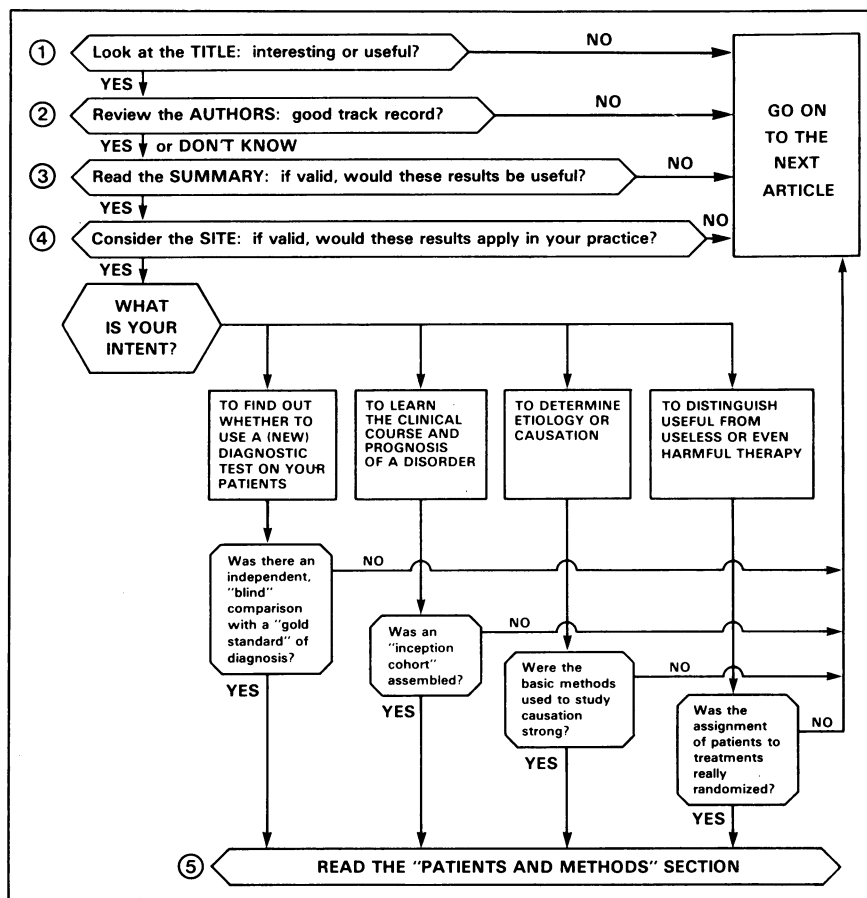 ① Look at the TITLE: interesting or useful?
NO
YES
② Review the AUTHORS: good track record?
NO
YES or DON'T KNOW
③ Read the SUMMARY: if valid, would these results be useful?
NO
YES
④ Consider the SITE: if valid, would these results apply in your practice?
NO
YES
GO ON
TO THE
NEXT
ARTICLE
WHAT
IS YOUR
INTENT?
TO FIND OUT
WHETHER TO
USE A (NEW)
DIAGNOSTIC
TEST ON YOUR
PATIENTS
TO LEARN
THE CLINICAL
COURSE AND
PROGNOSIS
OF A DISORDER
TO DETERMINE
ETIOLOGY OR
CAUSATION
TO DISTINGUISH
USEFUL FROM
USELESS OR EVEN
HARMFUL THERAPY
Was there an
independent,
"blind"
comparison
with a "gold
standard" of
diagnosis?
NO
YES
Was an
"inception
cohort"
assembled?
NO
YES
Were the
basic methods
used to study
causation
strong?
NO
YES
Was the
assignment
of patients to
treatments
really
randomized?
NO
YES
⑤ READ THE "PATIENTS AND METHODS" SECTION